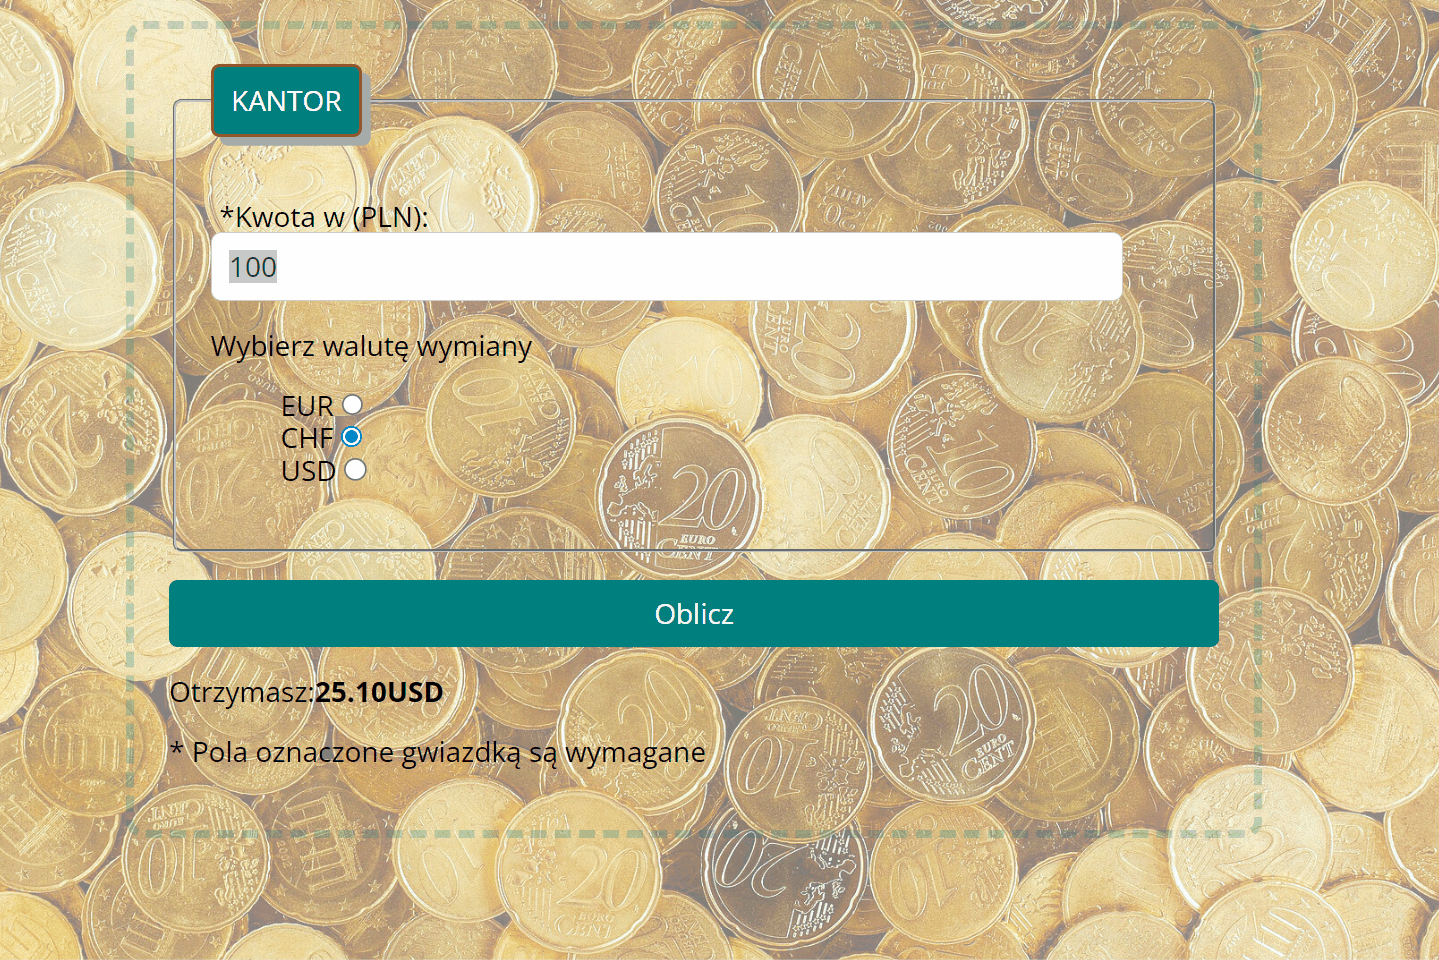 KANTOR
*Kwota w (PLN):
100
Wybierz walutę wymiany
EUR
CHF
USD
Oblicz
Otrzymasz:25.10USD
* Pola oznaczone gwiazdką są wymagane